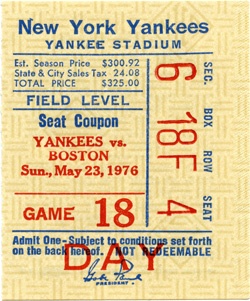 New York Yankees
YANKEE STADIUM
Est. Season Price $300.92
State & City Sales Tax 24.08
TOTAL PRICE $325.00
FIELD LEVEL
Seat Coupon
YANKEES vs.
BOSTON
Sun., May 23, 1976
GAME 18
Admit One–Subject to conditions set forth
on the back hereof. NOT REDEEMABLE
DAY
PRESIDENT
SEC. BOX ROW SEAT
6 18F 4